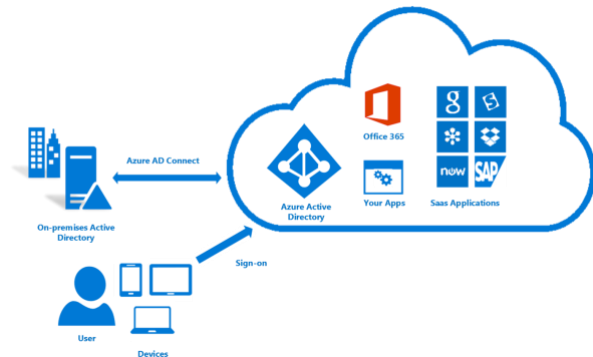 Office 365
g
now
SAP
Azure AD Connect
Azure Active
Directory
Your Apps
Saas Applications
On-premises Active
Directory
Sign-on
User
Devices